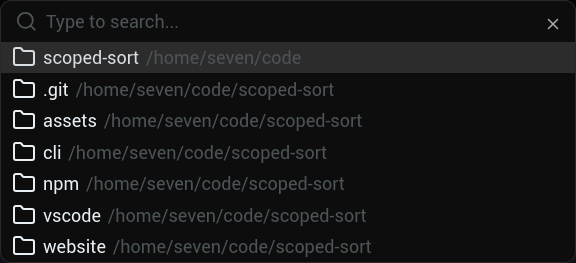 Type to search...
scoped-sort /home/seven/code
.git /home/seven/code/scoped-sort
assets /home/seven/code/scoped-sort
cli /home/seven/code/scoped-sort
npm /home/seven/code/scoped-sort
vscode /home/seven/code/scoped-sort
website /home/seven/code/scoped-sort